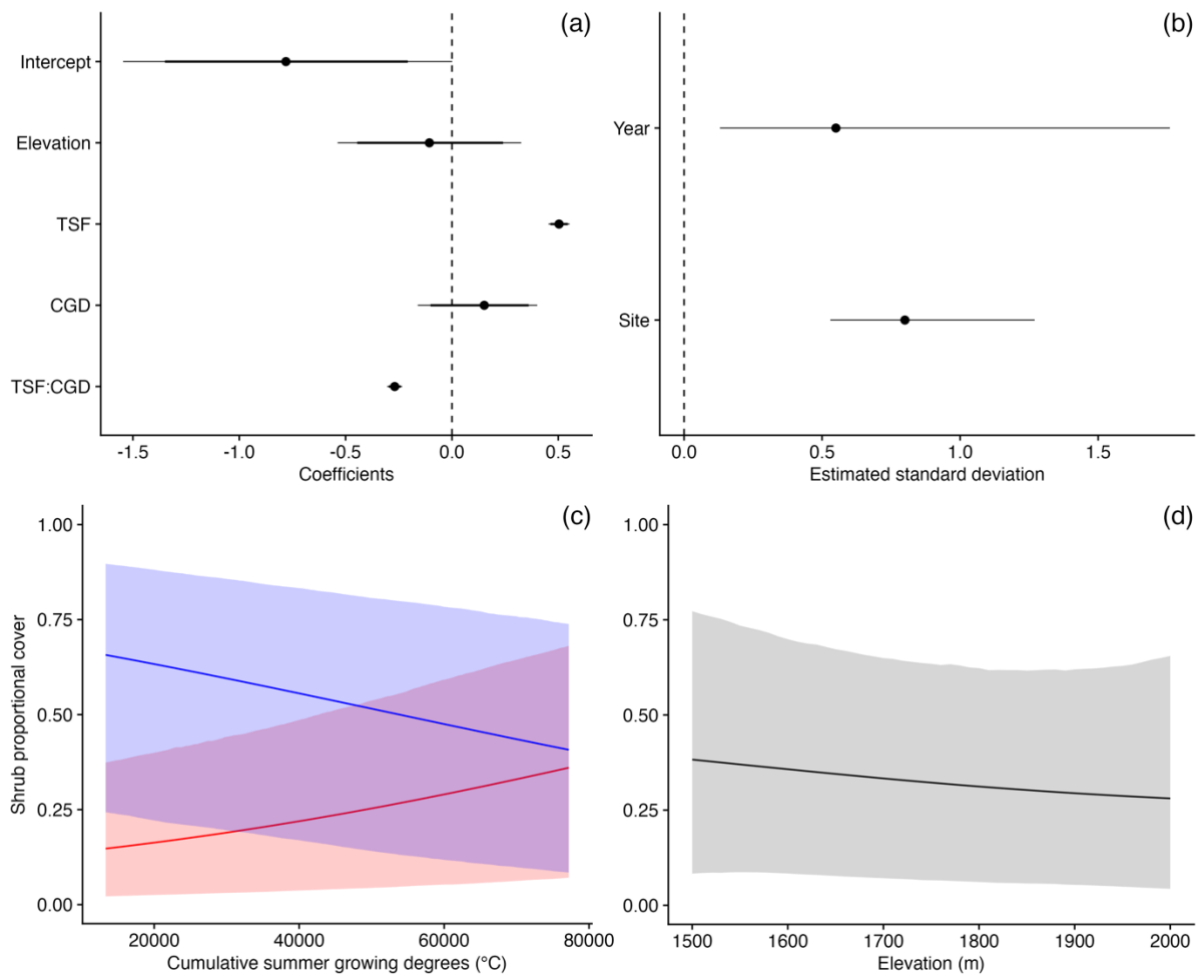 (a)
Intercept
Elevation
TSF
CGD
TSF:CGD
-1.5 -1.0 -0.5 0.0 0.5
Coefficients
(b)
Year
Site
0.0 0.5 1.0 1.5
Estimated standard deviation
(c)
Shrub proportional cover
1.00
0.75
0.50
0.25
0.00
20000 40000 60000 80000
Cumulative summer growing degrees (°C)
(d)
1.00
0.75
0.50
0.25
0.00
1500 1600 1700 1800 1900 2000
Elevation (m)